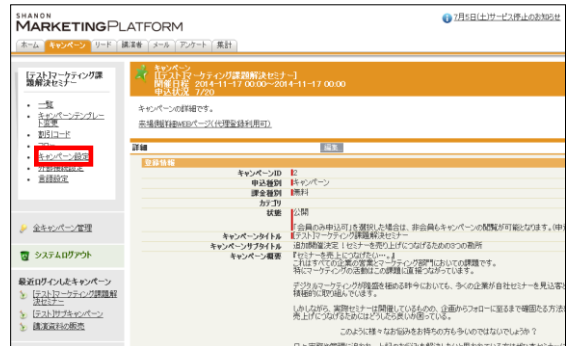 SHANON
MARKETINGPLATFORM
7月5日(土)サービス停止のお知らせ
ホーム キャンペーン リード 講演者 メール アンケート 集計
[テスト]マーケティング課
題解決セミナー
一覧
キャンペーンテンプレー
ト変更
割引コード
フロー
キャンペーン設定
外部接続設定
言語設定
全キャンペーン管理
システムログアウト
最近ログインしたキャンペーン
[テスト]マーケティング課題解
決セミナー
[テスト]サブキャンペーン
講演資料の販売
キャンペーン
[テスト]マーケティング課題解決セミナー]
開催日程 2014-11-17 00:00~2014-11-17 00:00
申込状況 7/20
キャンペーンの詳細です。
来場側詳細WEBページ(代理登録利用可)
詳細 編集
登録情報
キャンペーンID 2
申込種別 キャンペーン
課金種別 無料
カテゴリ
状態 公開
「会員のみ申込可」を選択した場合は、非会員もキャンペーンの閲覧が可能となります。(申
キャンペーンタイトル [テスト]マーケティング課題解決セミナー
キャンペーンサブタイトル 追加開催決定!セミナーを売り上げにつなげるための3つの勘所
キャンペーン概要 『セミナーを売上につなげたい…。』
これはすべての企業の営業とマーケティング部門においての課題です。
特にマーケティングの活動はこの課題に直接つながっています。
デジタルマーケティングが隆盛を極める昨今においても、多くの企業が自社セミナーを見込客
積極的に取り組んでいます。
しかしながら、実際セミナーは開催しているものの、企画からフォローに至るまで確固たる方法
売上げにつなげるためにはどうしたら良いか困っている。
このように様々なお悩みをお持ちの方も多いのではないでしょうか?